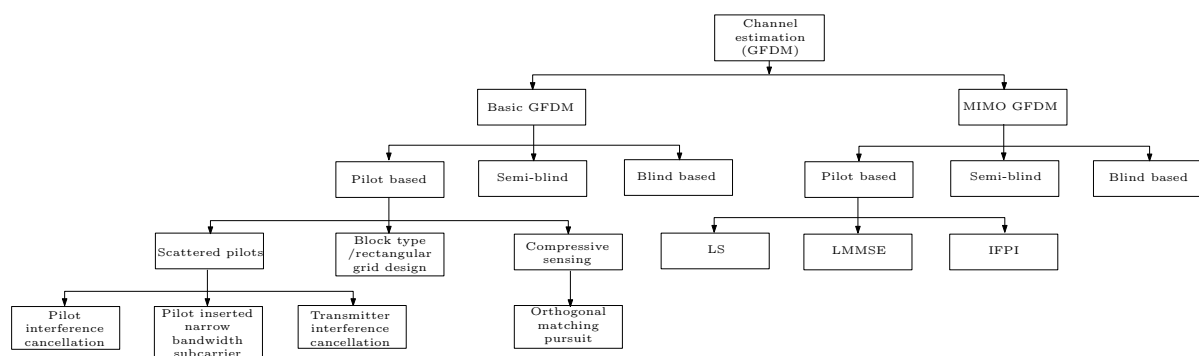 Channel
estimation
(GFDM)
Basic GFDM
MIMO GFDM
Pilot based
Semi-blind
Blind based
Pilot based
Semi-blind
Blind based
Scattered pilots
Block type
/rectangular
grid design
Compressive
sensing
LS
LMMSE
IFPI
Pilot
interference
cancellation
Pilot inserted
narrow
bandwidth
subcarrier
Transmitter
interference
cancellation
Orthogonal
matching
pursuit